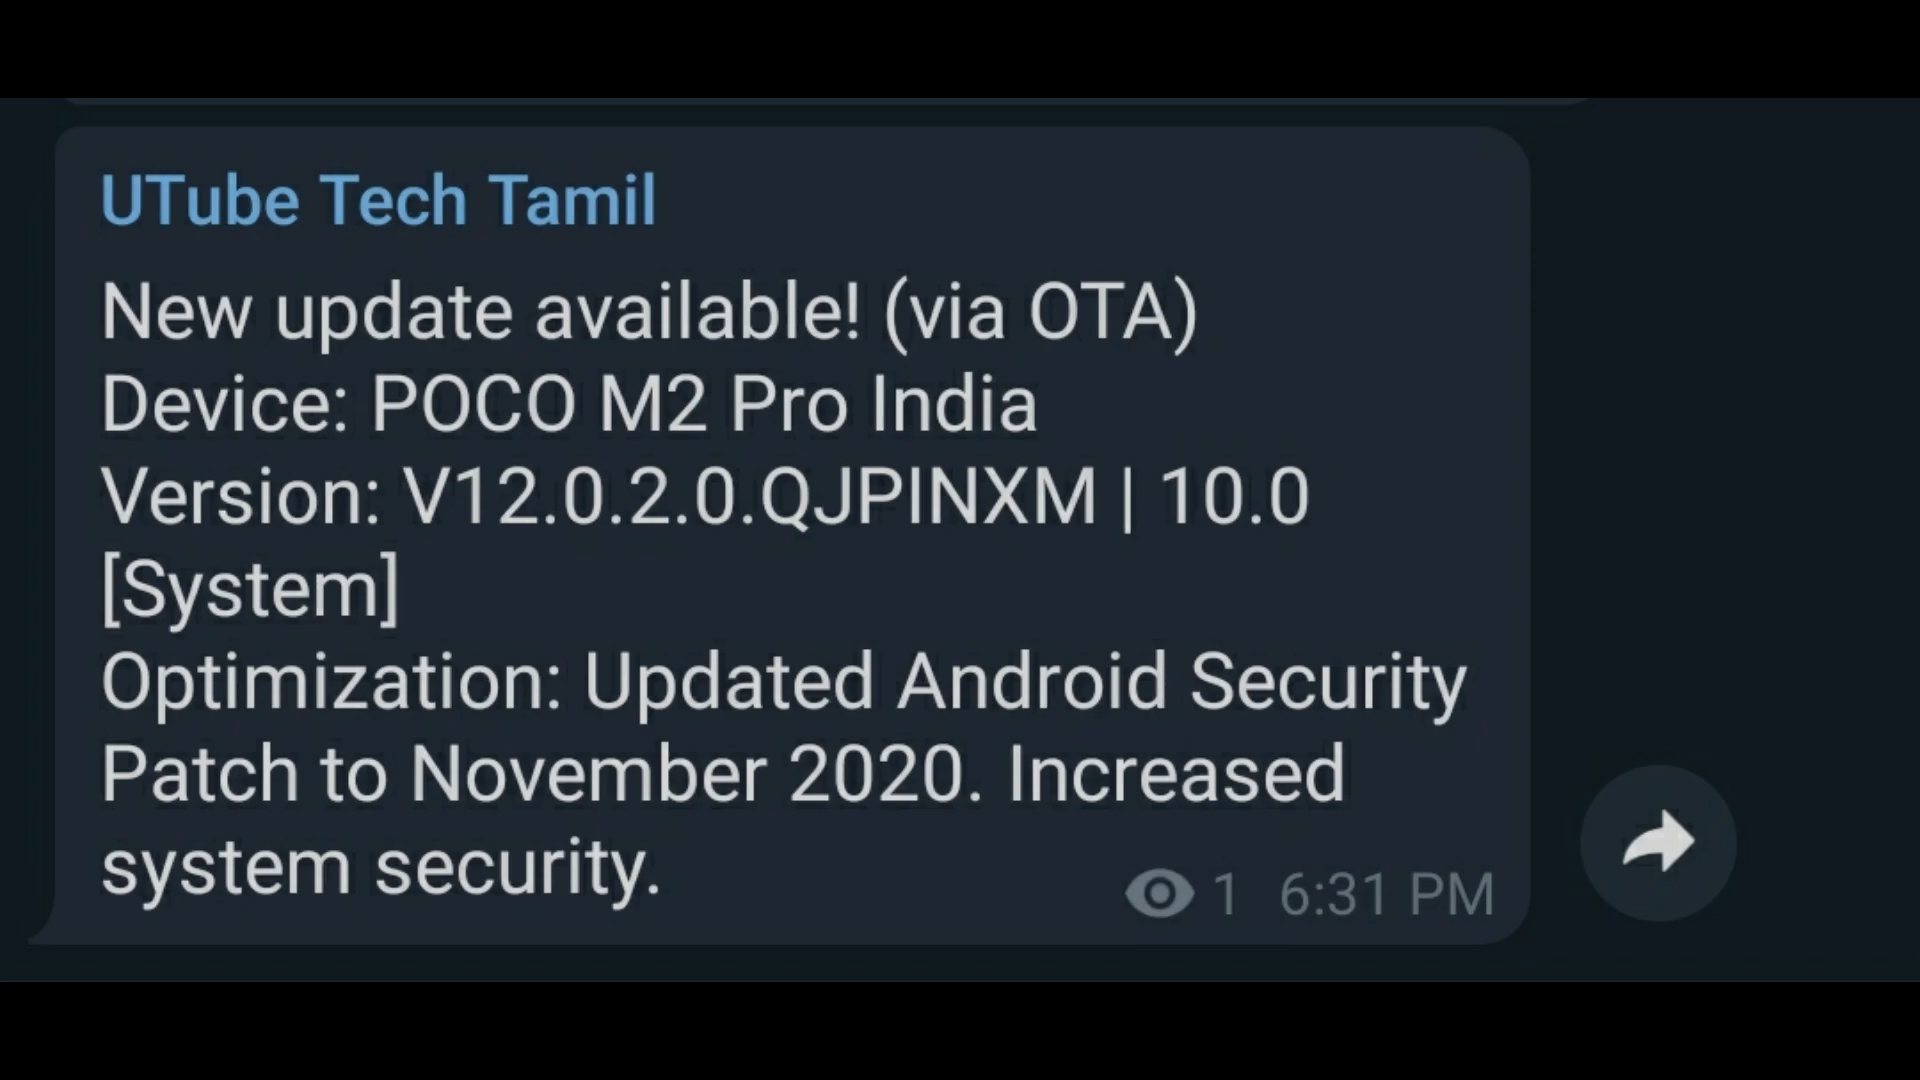 UTube Tech Tamil
New update available! (via OTA)
Device: POCO M2 Pro India
Version: V12.0.2.0.QJPINXM | 10.0
[System]
Optimization: Updated Android Security
Patch to November 2020. Increased
system security.
1 6:31 PM